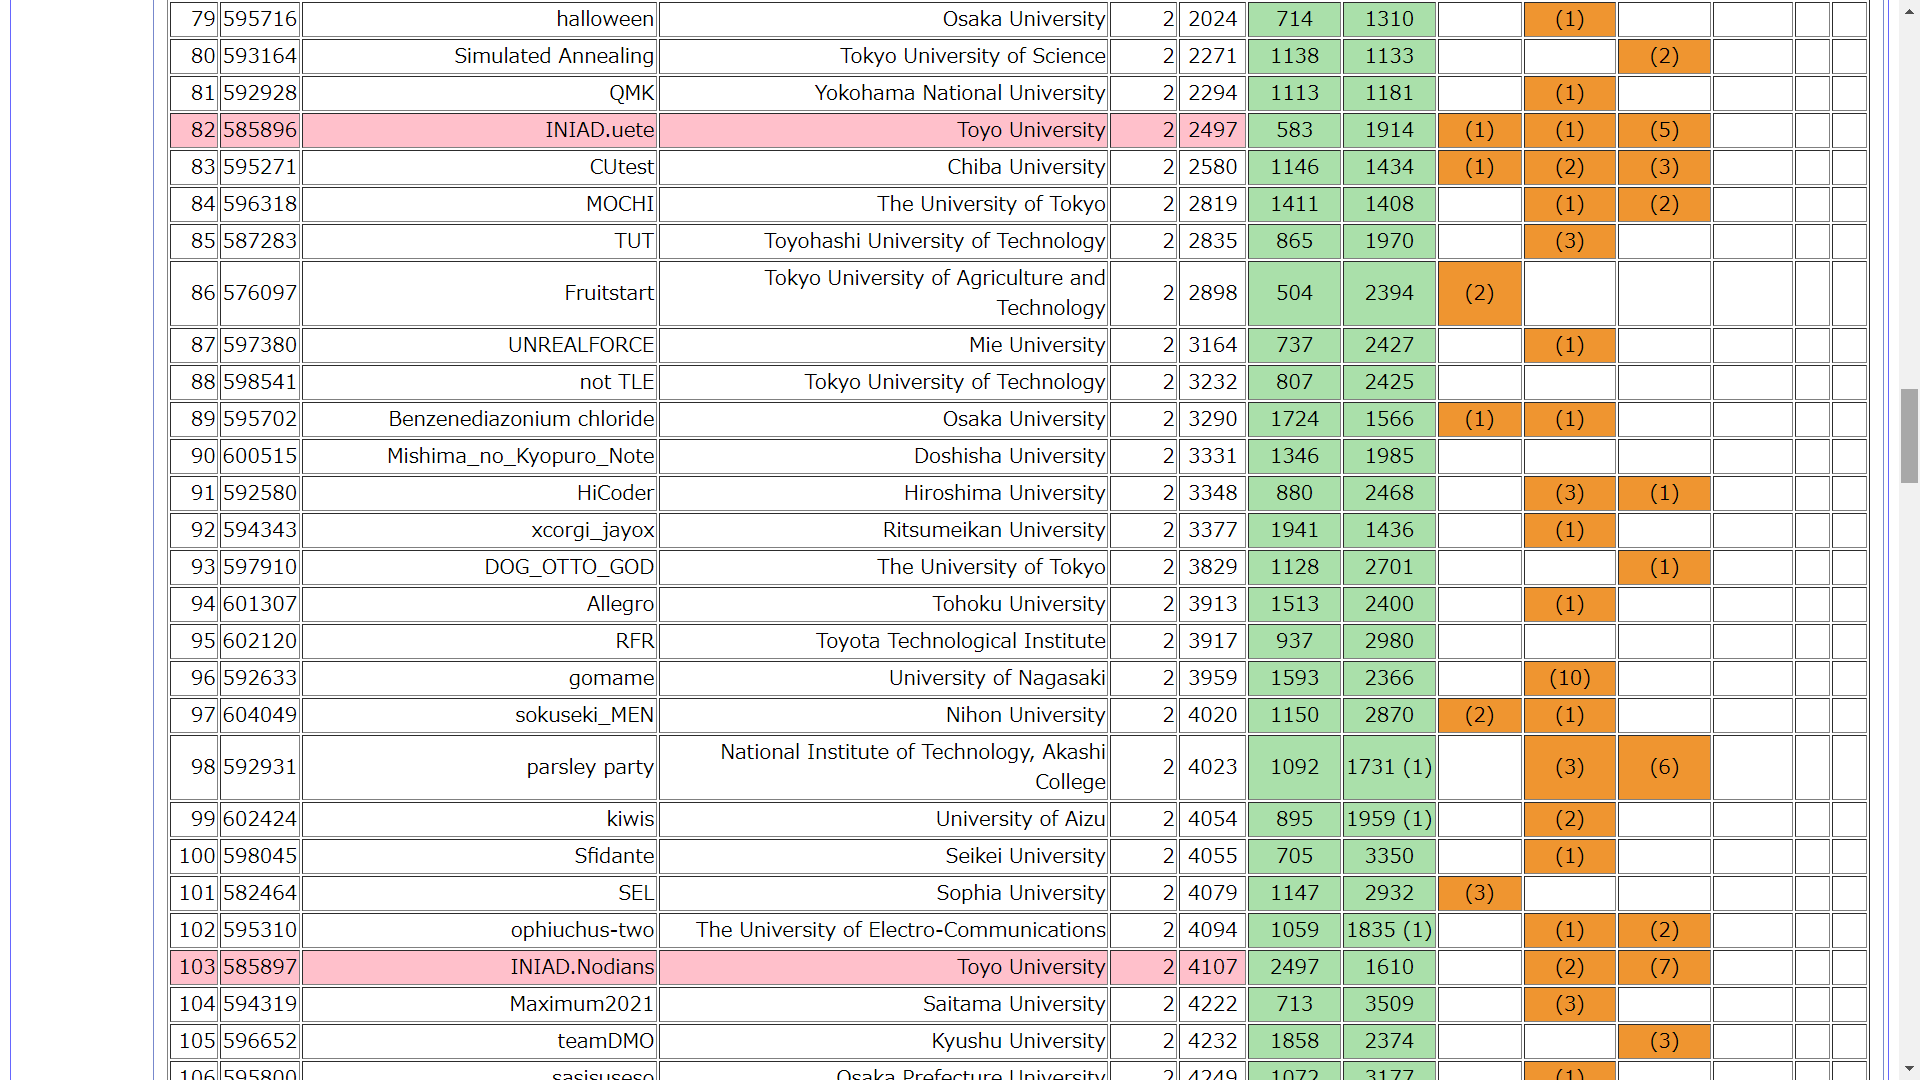 79 595716 halloween Osaka University 2 2024 714 1310 (1)
80 593164 Simulated Annealing Tokyo University of Science 2 2271 1138 1133 (2)
81 592928 QMK Yokohama National University 2 2294 1113 1181 (1)
82 585896 INIAD.uete Toyo University 2 2497 583 1914 (1) (1) (5)
83 595271 CUtest Chiba University 2 2580 1146 1434 (1) (2) (3)
84 596318 MOCHI The University of Tokyo 2 2819 1411 1408 (1) (2)
85 587283 TUT Toyohashi University of Technology 2 2835 865 1970 (3)
86 576097 Fruitstart Tokyo University of Agriculture and
Technology 2 2898 504 2394 (2)
87 597380 UNREALFORCE Mie University 2 3164 737 2427 (1)
88 598541 not TLE Tokyo University of Technology 2 3232 807 2425
89 595702 Benzenediazonium chloride Osaka University 2 3290 1724 1566 (1) (1)
90 600515 Mishima_no_Kyopuro_Note Doshisha University 2 3331 1346 1985
91 592580 HiCoder Hiroshima University 2 3348 880 2468 (3) (1)
92 594343 xcorgi_jayox Ritsumeikan University 2 3377 1941 1436 (1)
93 597910 DOG_OTTO_GOD The University of Tokyo 2 3829 1128 2701 (1)
94 601307 Allegro Tohoku University 2 3913 1513 2400 (1)
95 602120 RFR Toyota Technological Institute 2 3917 937 2980
96 592633 gomame University of Nagasaki 2 3959 1593 2366 (10)
97 604049 sokuseki_MEN Nihon University 2 4020 1150 2870 (2) (1)
98 592931 parsley party National Institute of Technology, Akashi
College 2 4023 1092 1731 (1) (3) (6)
99 602424 kiwis University of Aizu 2 4054 895 1959 (1) (2)
100 598045 Sfidante Seikei University 2 4055 705 3350 (1)
101 582464 SEL Sophia University 2 4079 1147 2932 (3)
102 595310 ophiuchus-two The University of Electro-Communications 2 4094 1059 1835 (1) (1) (2)
103 585897 INIAD.Nodians Toyo University 2 4107 2497 1610 (2) (7)
104 594319 Maximum2021 Saitama University 2 4222 713 3509 (3)
105 596652 teamDMO Kyushu University 2 4232 1858 2374 (3)
106 595800 sasisuseso Osaka Prefecture University 2 4249 1072 3177 (1)